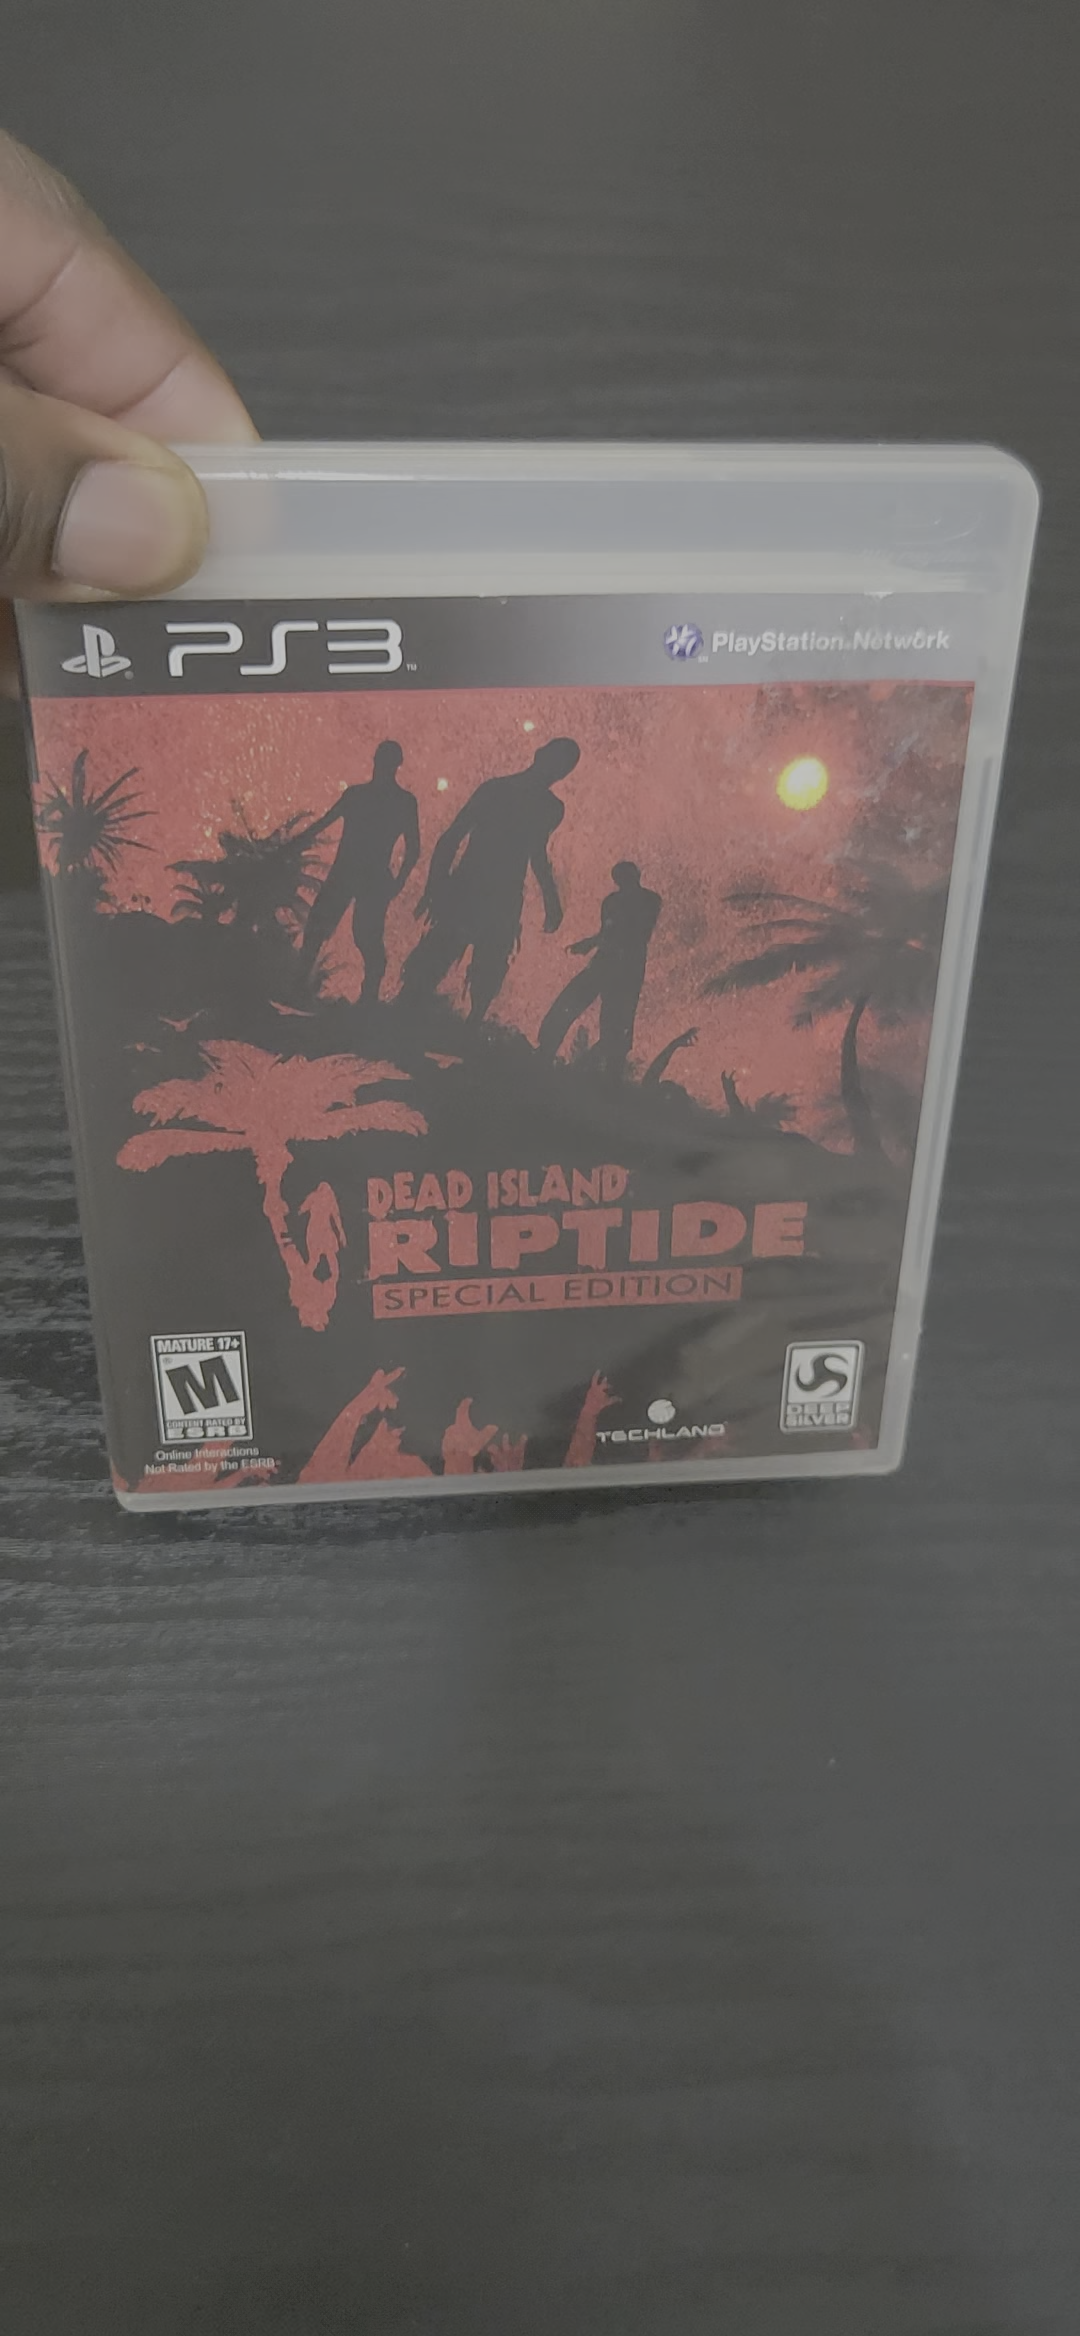 PS3
PlayStation Network
DEAD ISLAND
RIPTIDE
SPECIAL EDITION
MATURE 17+
M
CONTENT RATED BY
ESRB
Online Interactions
Not Rated by the ESRB
TECHLAND
DEEP
SILVER